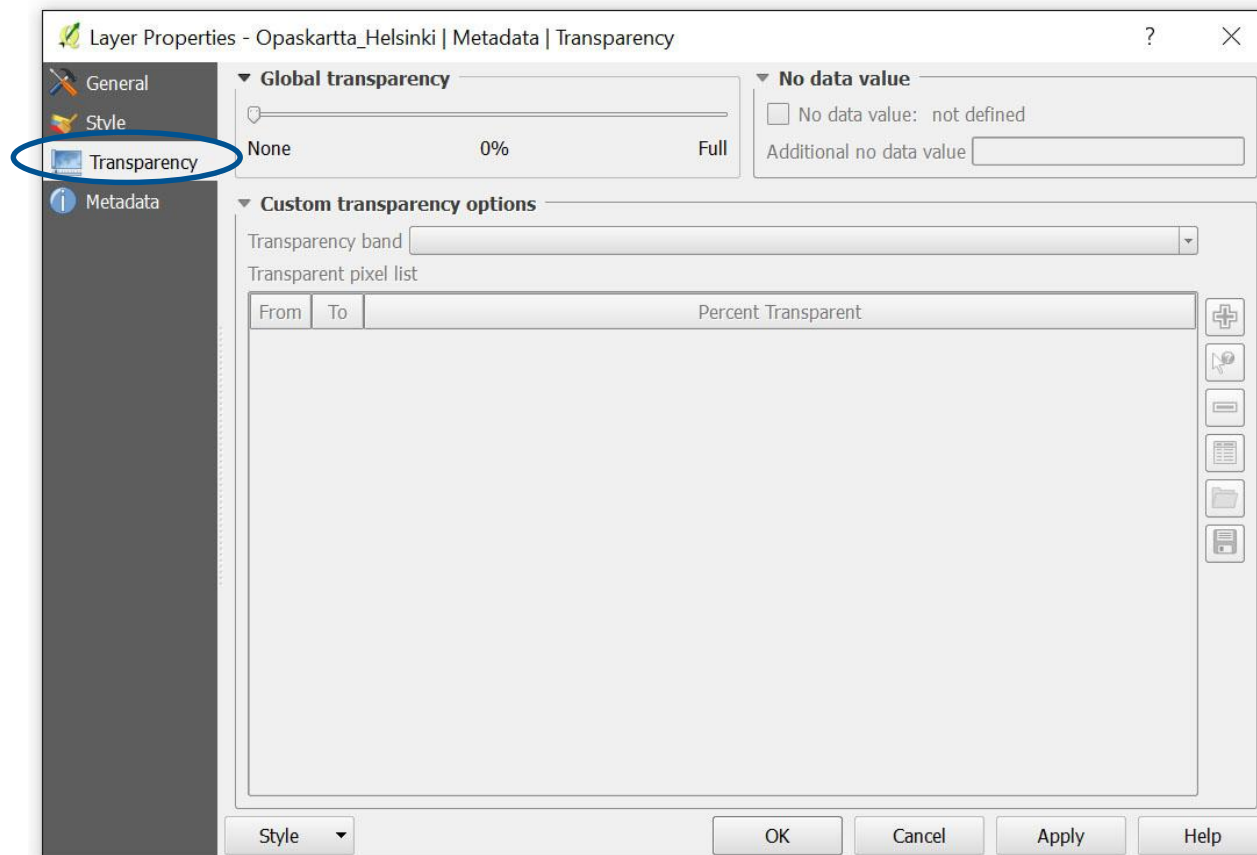 Layer Properties - Opaskartta_Helsinki | Metadata | Transparency
?
General
Style
Transparency
Metadata
Global transparency
None 0% Full
No data value
No data value: not defined
Additional no data value
Custom transparency options
Transparency band
Transparent pixel list
From To Percent Transparent
Style OK Cancel Apply Help